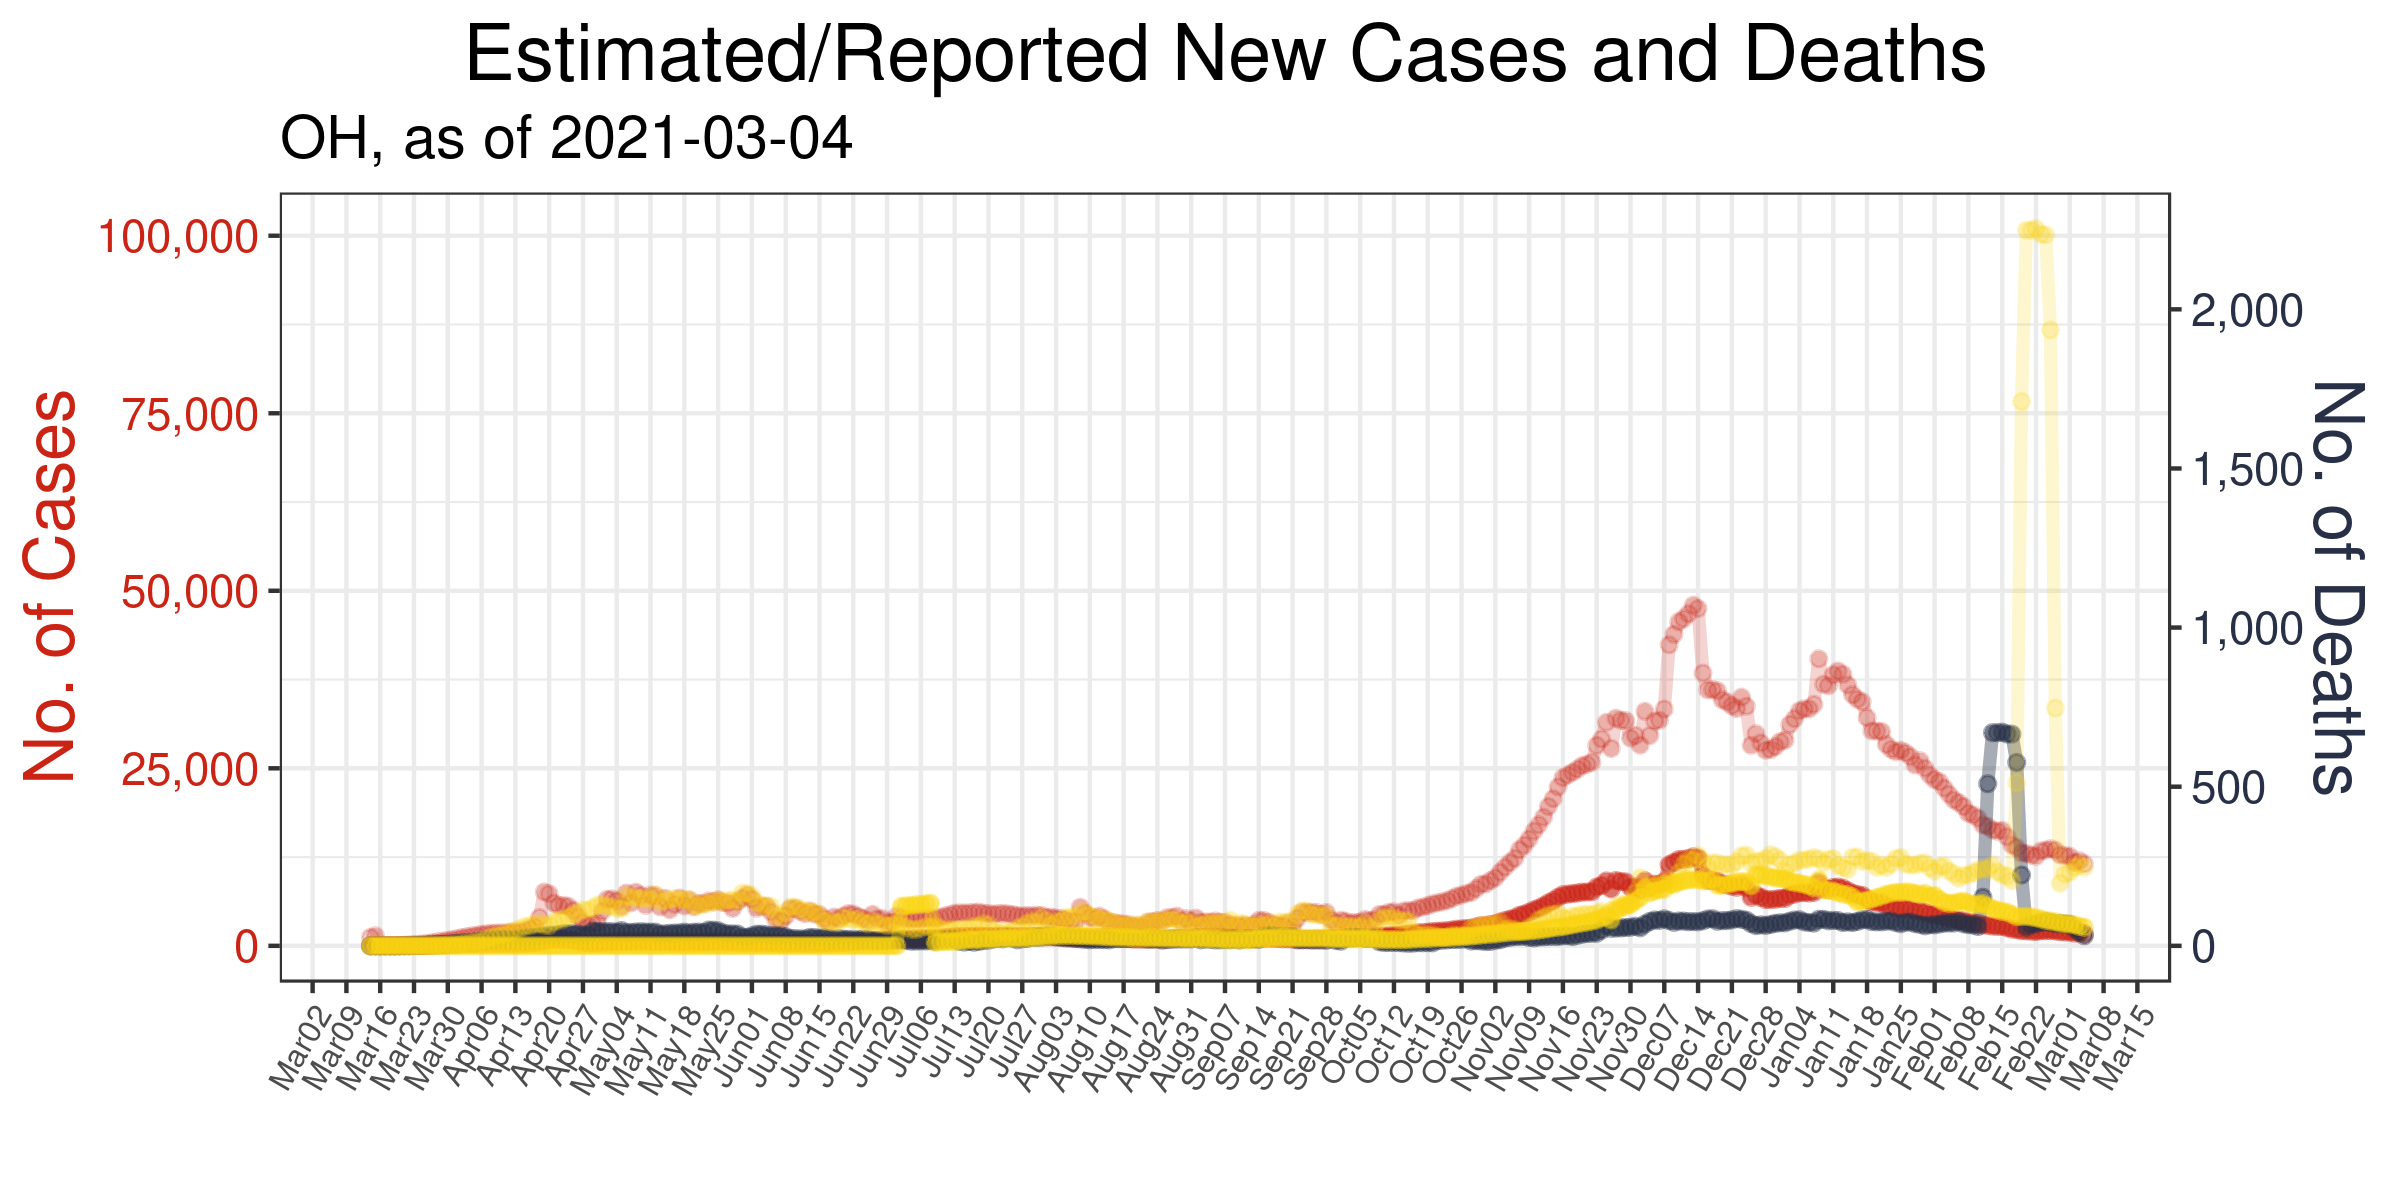 Estimated/Reported New Cases and Deaths
OH, as of 2021-03-04
No. of Cases
100,000
75,000
50,000
25,000
0
2,000
1,500
1,000
500
0
No. of Deaths
Mar02
Mar09
Mar16
Mar23
Mar30
Apr06
Apr13
Apr20
Apr27
May04
May11
May18
May25
Jun01
Jun08
Jun15
Jun22
Jun29
Jul06
Jul13
Jul20
Jul27
Aug03
Aug10
Aug17
Aug24
Aug31
Sep07
Sep14
Sep21
Sep28
Oct05
Oct12
Oct19
Oct26
Nov02
Nov09
Nov16
Nov23
Nov30
Dec07
Dec14
Dec21
Dec28
Jan04
Jan11
Jan18
Jan25
Feb01
Feb08
Feb15
Feb22
Mar01
Mar08
Mar15